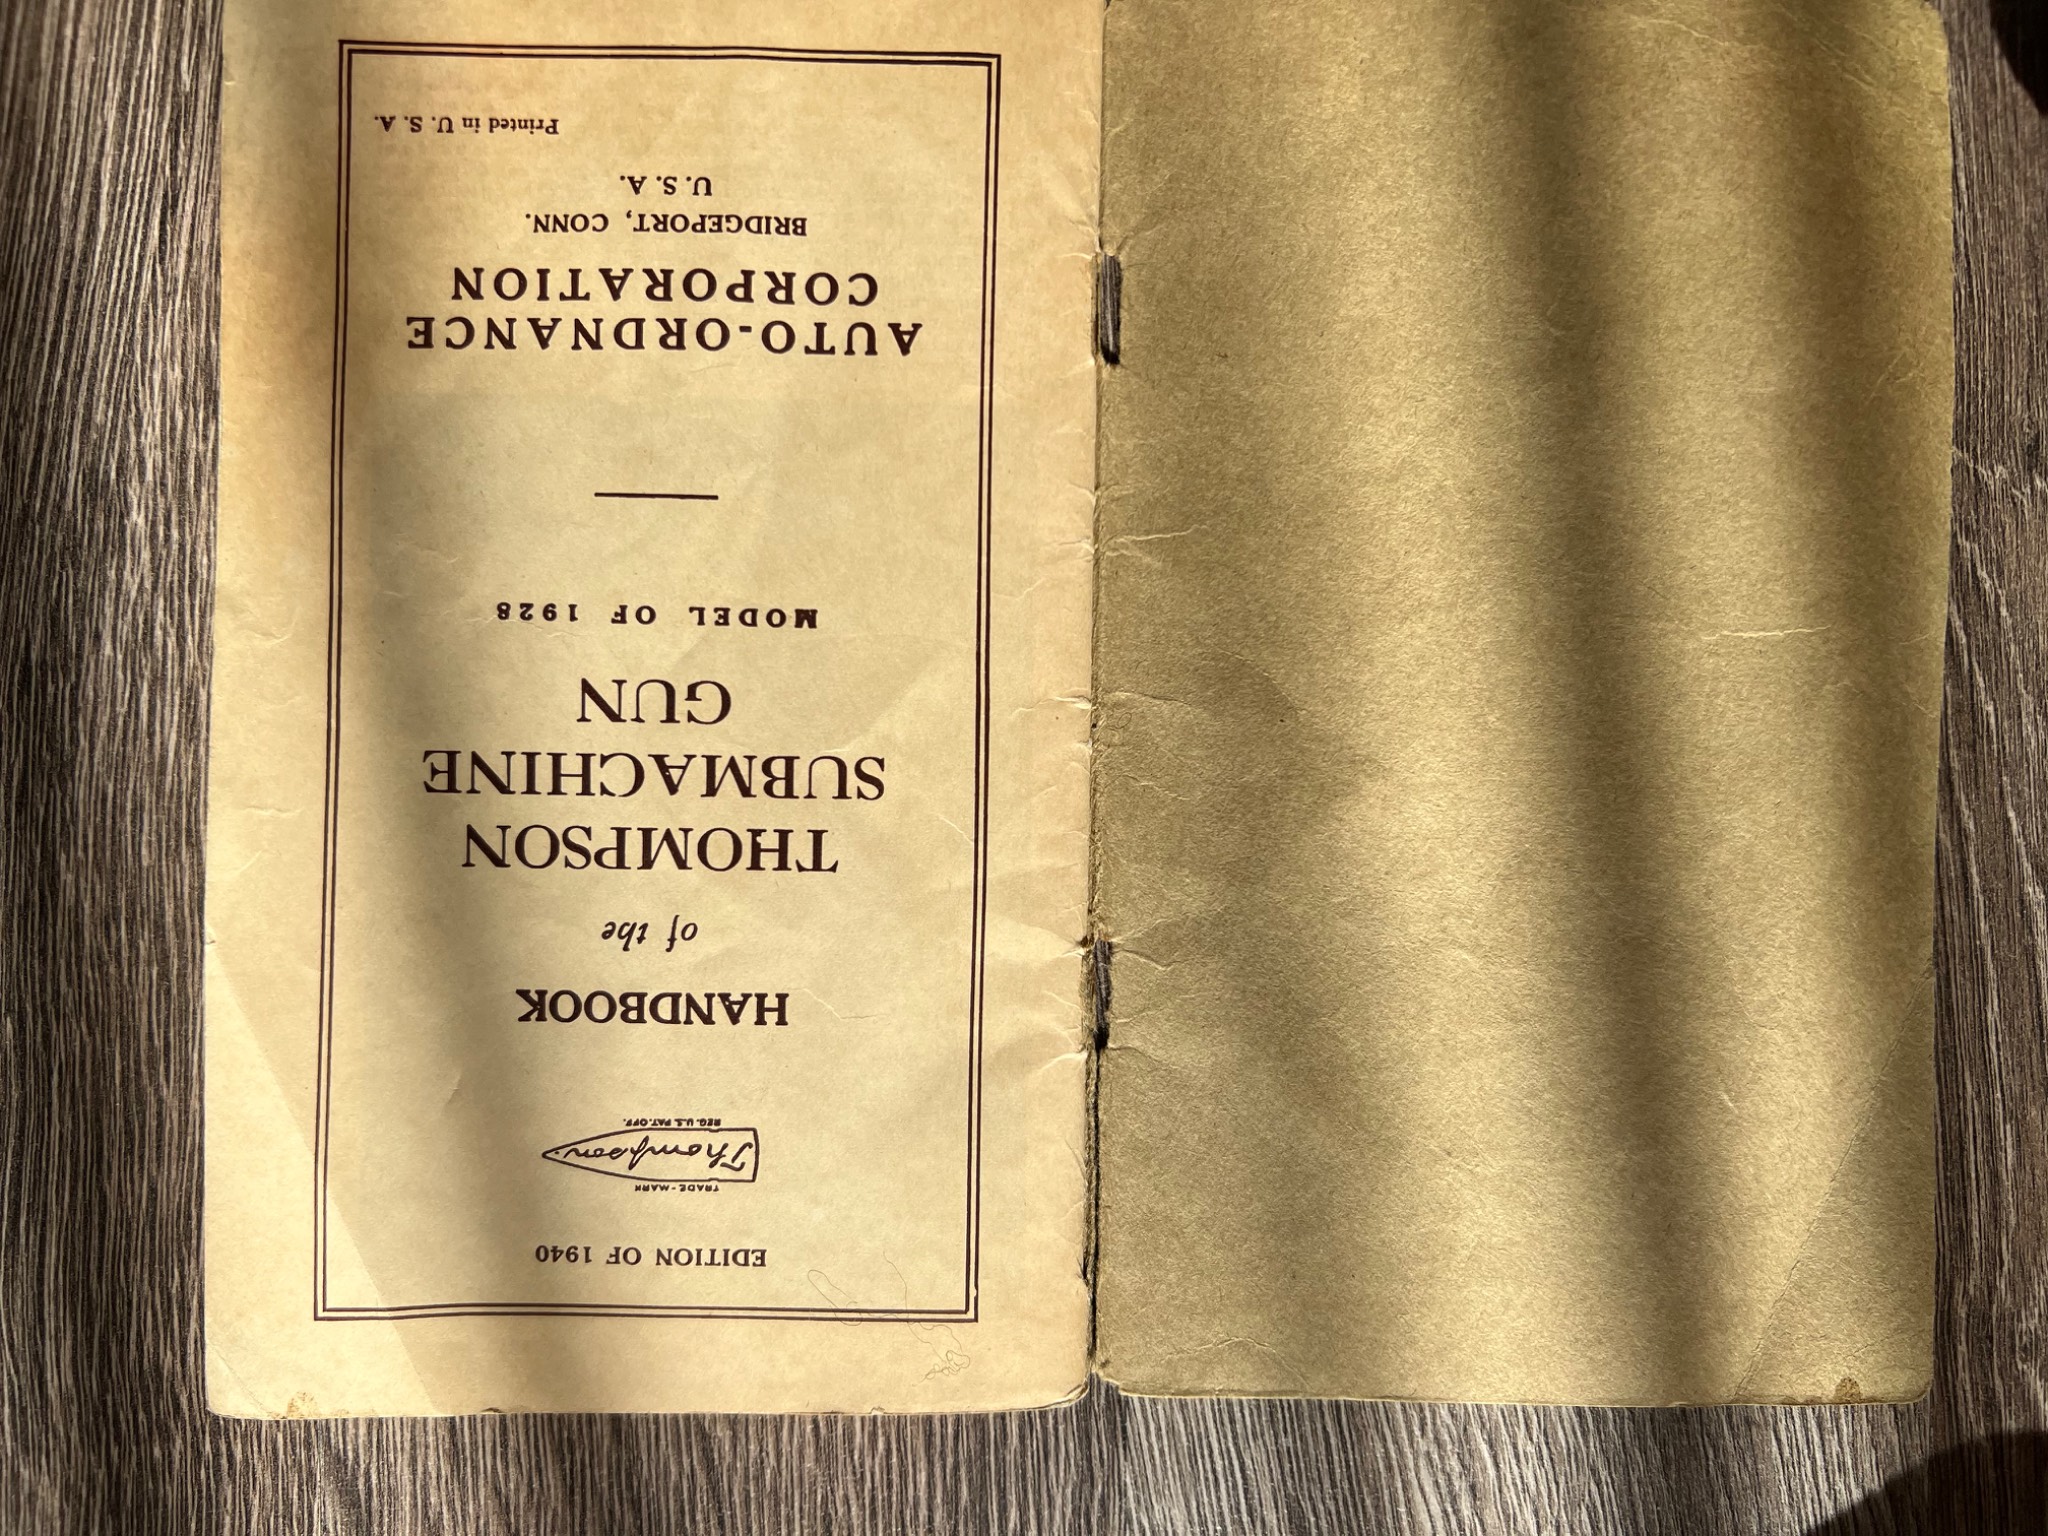 EDITION OF 1940
TRADE-MARK
Thompson.
REG. U.S. PAT. OFF.
HANDBOOK
of the
THOMPSON
SUBMACHINE
GUN
MODEL OF 1928
AUTO-ORDNANCE
CORPORATION
BRIDGEPORT, CONN.
U. S. A.
Printed in U. S. A.